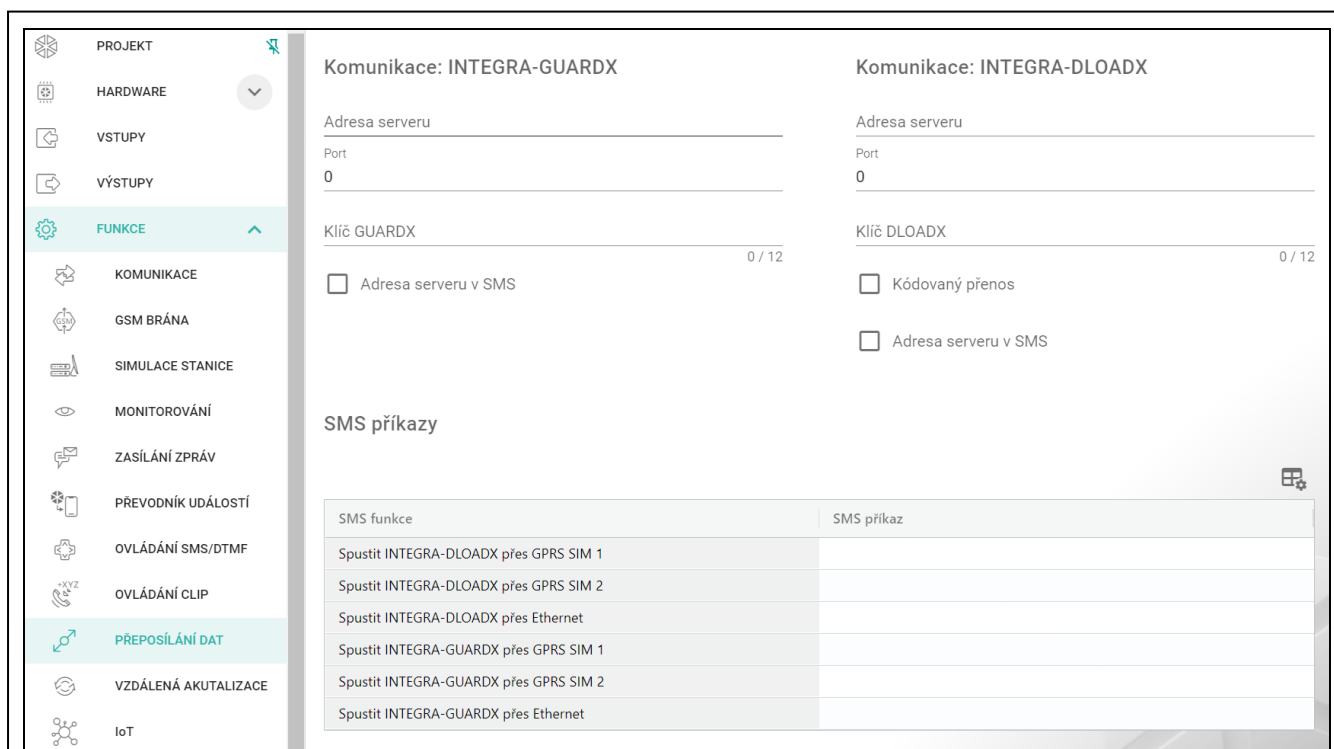 PROJEKT
HARDWARE
VSTUPY
VÝSTUPY
FUNKCE
KOMUNIKACE
GSM
GSM BRÁNA
SIMULACE STANICE
MONITOROVÁNÍ
ZASÍLÁNÍ ZPRÁV
PŘEVODNÍK UDÁLOSTÍ
OVLÁDÁNÍ SMS/DTMF
+XYZ
OVLÁDÁNÍ CLIP
PŘEPOSÍLÁNÍ DAT
VZDÁLENÁ AKUTALIZACE
IoT
Komunikace: INTEGRA-GUARDX
Adresa serveru
Port
0
Klíč GUARDX
0 / 12
Adresa serveru v SMS
Komunikace: INTEGRA-DLOADX
Adresa serveru
Port
0
Klíč DLOADX
0 / 12
Kódovaný přenos
Adresa serveru v SMS
SMS příkazy
SMS funkce SMS příkaz
Spustit INTEGRA-DLOADX přes GPRS SIM 1
Spustit INTEGRA-DLOADX přes GPRS SIM 2
Spustit INTEGRA-DLOADX přes Ethernet
Spustit INTEGRA-GUARDX přes GPRS SIM 1
Spustit INTEGRA-GUARDX přes GPRS SIM 2
Spustit INTEGRA-GUARDX přes Ethernet